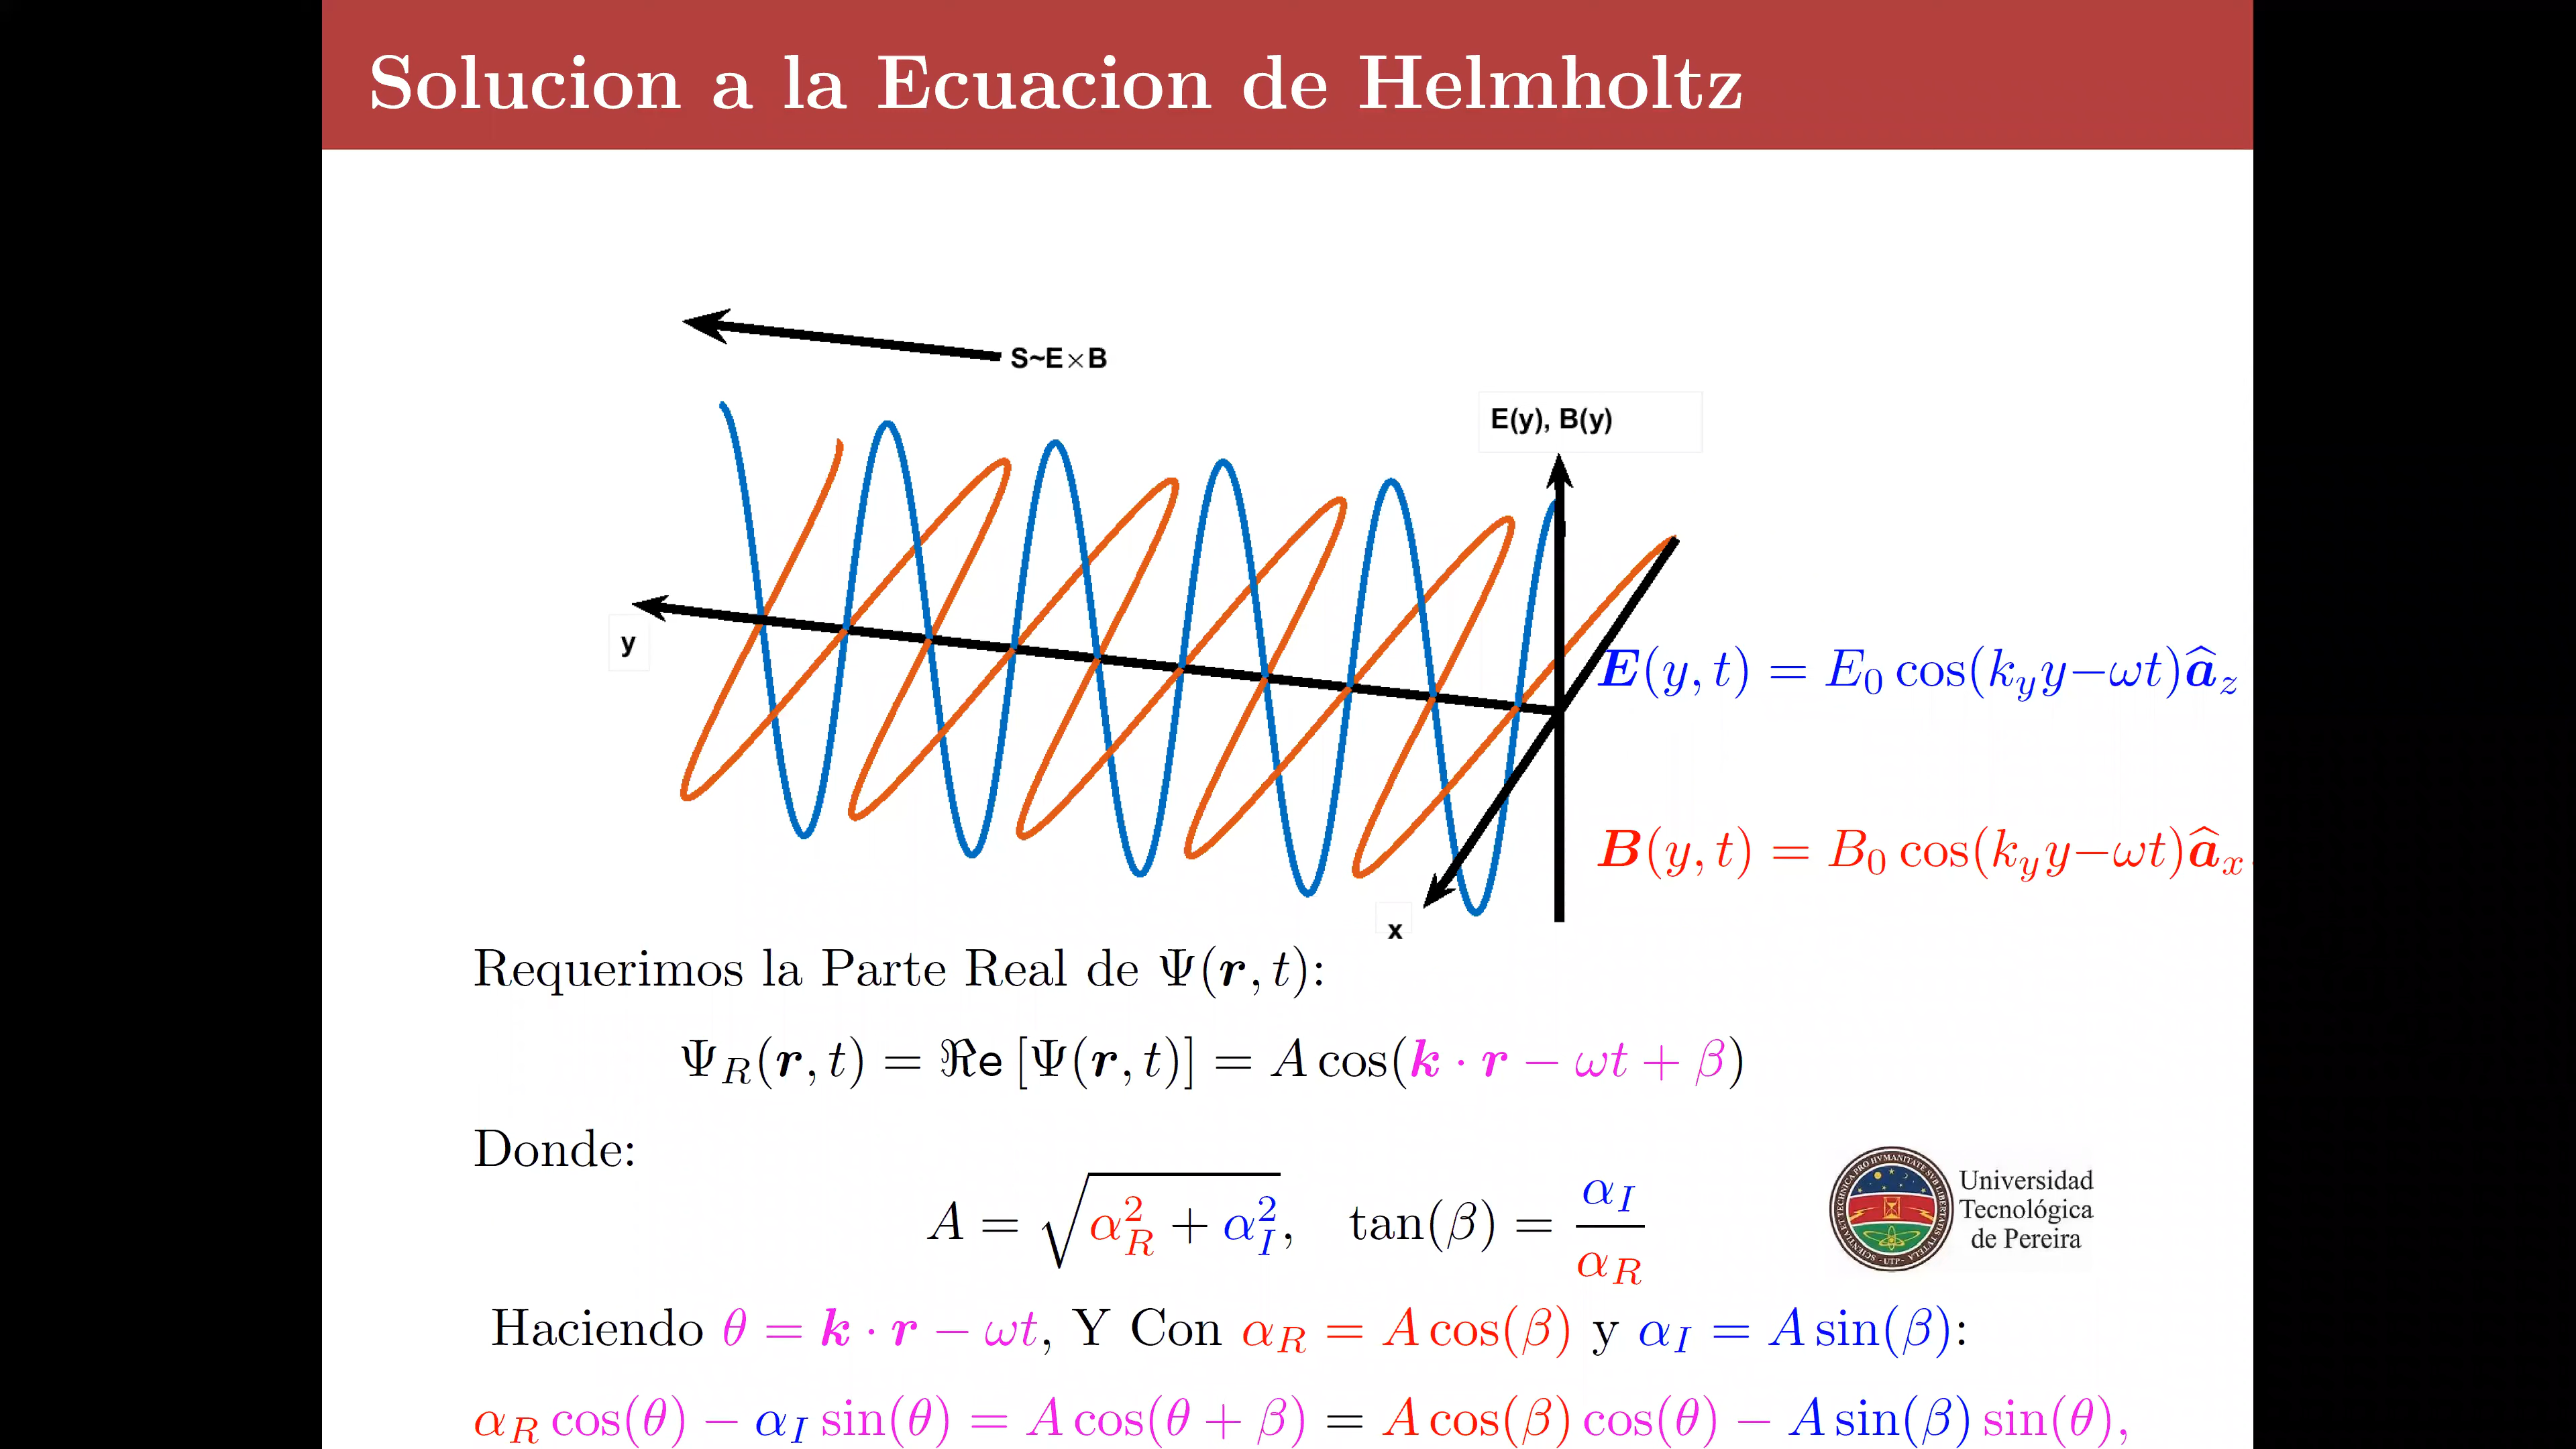 Solucion a la Ecuacion de Helmholtz
S~E×B
E(y), B(y)
y
E(y, t) = E₀ cos(k_y y−ωt)â_z
B(y, t) = B₀ cos(k_y y−ωt)â_x
x
Requerimos la Parte Real de Ψ(r, t):
Ψ_R(r, t) = ℜe [Ψ(r, t)] = A cos(k · r − ωt + β)
Donde:
A = √(α_R² + α_I²), tan(β) = α_I / α_R
Universidad
Tecnológica
de Pereira
Haciendo θ = k · r − ωt, Y Con α_R = A cos(β) y α_I = A sin(β):
α_R cos(θ) − α_I sin(θ) = A cos(θ + β) = A cos(β) cos(θ) − A sin(β) sin(θ),